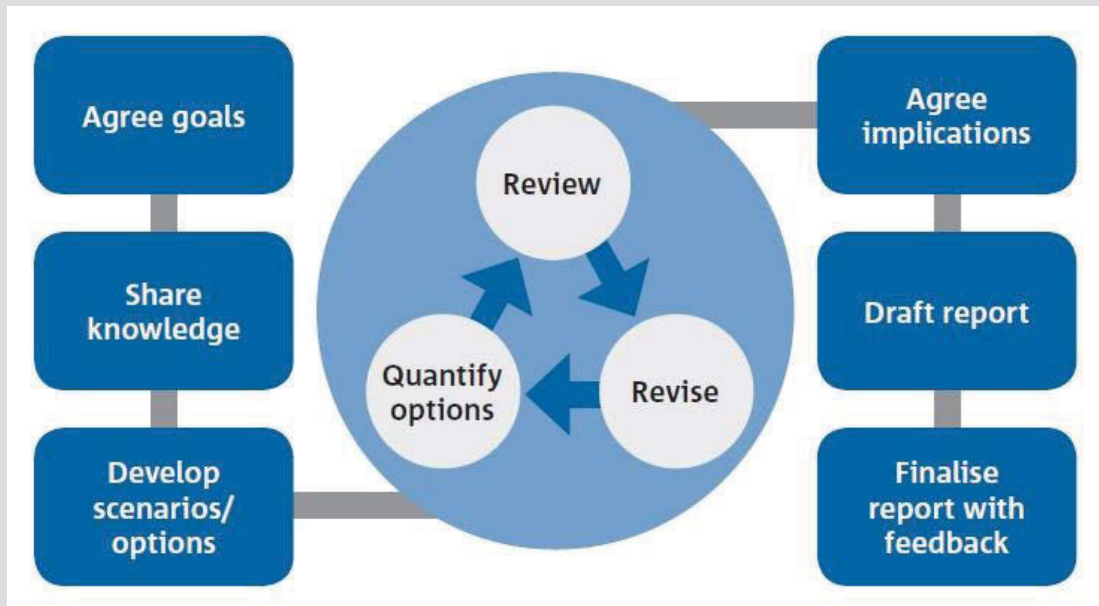 Agree goals
Share
knowledge
Develop
scenarios/
options
Review
Revise
Quantify
options
Agree
implications
Draft report
Finalise
report with
feedback